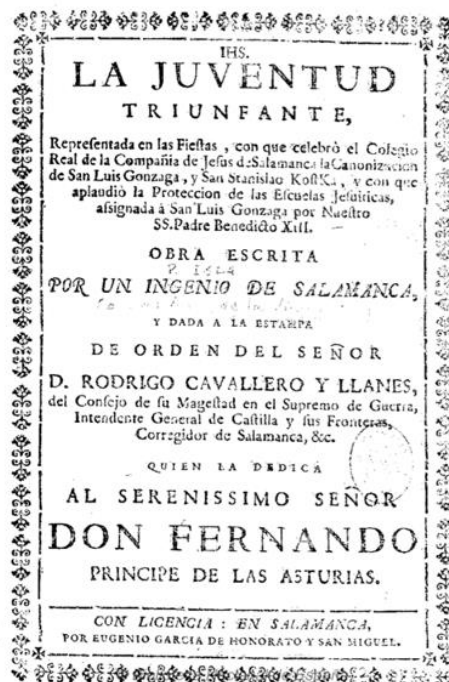 IHS.
LA JUVENTUD
TRIUNFANTE,
Representada en las Fiestas, con que celebrò el Colegio
Real de la Compañia de Jesus de Salamanca la Canonizacion
de San Luis Gonzaga, y San Stanislao Kostka, y con que
aplaudiò la Proteccion de las Escuelas Jesuiticas,
assignada à San Luis Gonzaga por Nuestro
SS. Padre Benedicto XIII.
OBRA ESCRITA
P. Isla
POR UN INGENIO DE SALAMANCA,
Y DADA A LA ESTAMPA
DE ORDEN DEL SEÑOR
D. RODRIGO CAVALLERO Y LLANES,
del Consejo de su Magestad en el Supremo de Guerra,
Intendente General de Castilla y sus Fronteras,
Corregidor de Salamanca, &c.
QUIEN LA DEDICA
AL SERENISSIMO SEÑOR
DON FERNANDO
PRINCIPE DE LAS ASTURIAS.
CON LICENCIA: EN SALAMANCA,
POR EUGENIO GARCIA DE HONORATO Y SAN MIGUEL.